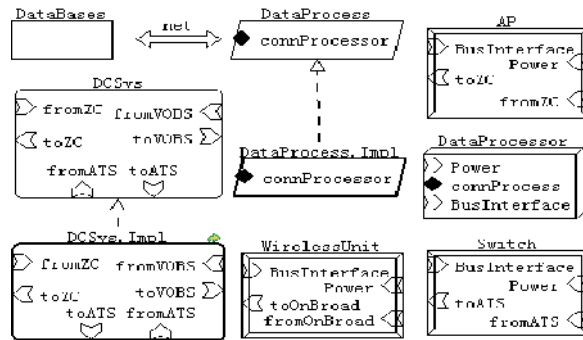 DataBases
net
DataProcess
connProcessor
AP
BusInterface
Power
toZC
fromZC
DCSys
fromZC
fromVOBS
toZC
toVOBS
fromATS
toATS
DataProcess.Impl
connProcessor
DataProcessor
Power
connProcess
BusInterface
DCSys.Impl
fromZC
fromVOBS
toZC
toVOBS
toATS
fromATS
WirelessUnit
BusInterface
Power
toOnBroad
fromOnBroad
Switch
BusInterface
Power
toATS
fromATS